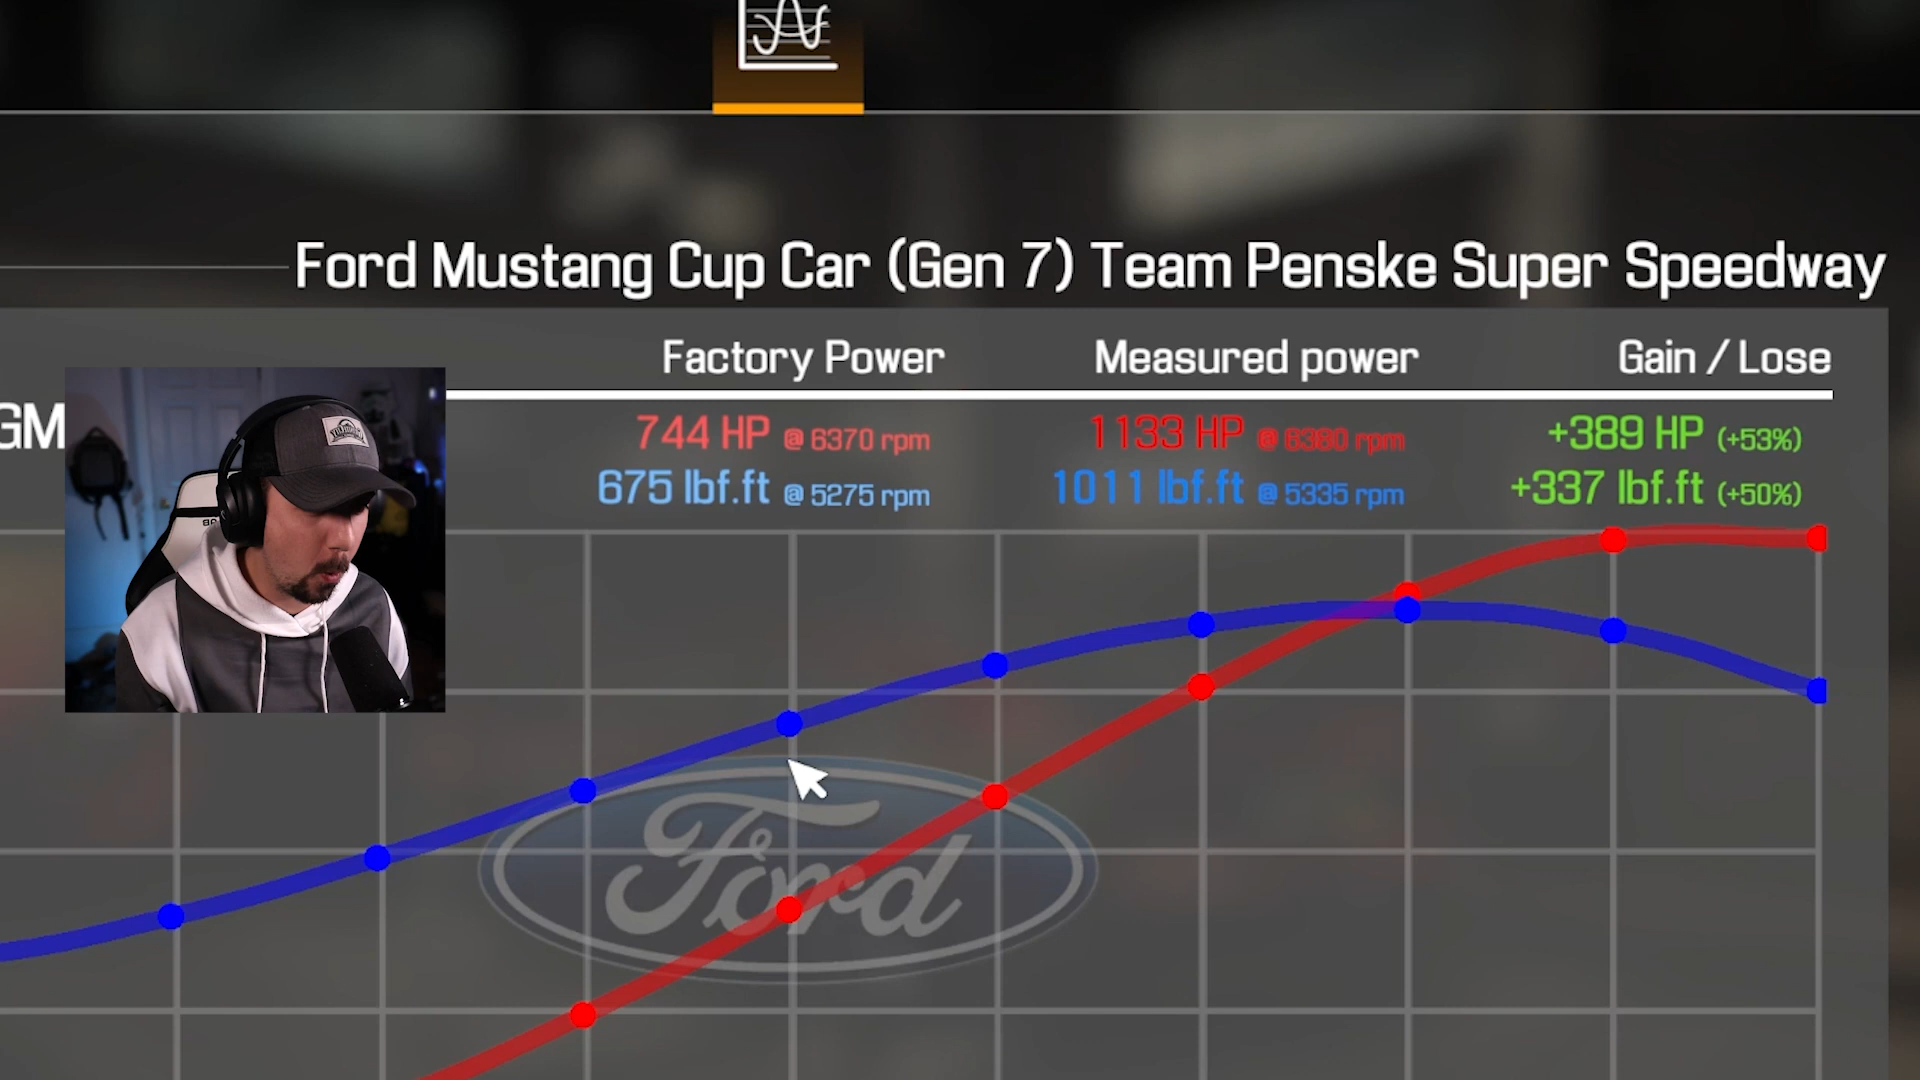 Ford Mustang Cup Car (Gen 7) Team Penske Super Speedway
Factory Power Measured power Gain / Lose
GM 744 HP @ 6370 rpm 1133 HP @ 6380 rpm +389 HP (+53%)
675 lbf.ft @ 5275 rpm 1011 lbf.ft @ 5335 rpm +337 lbf.ft (+50%)
Ford